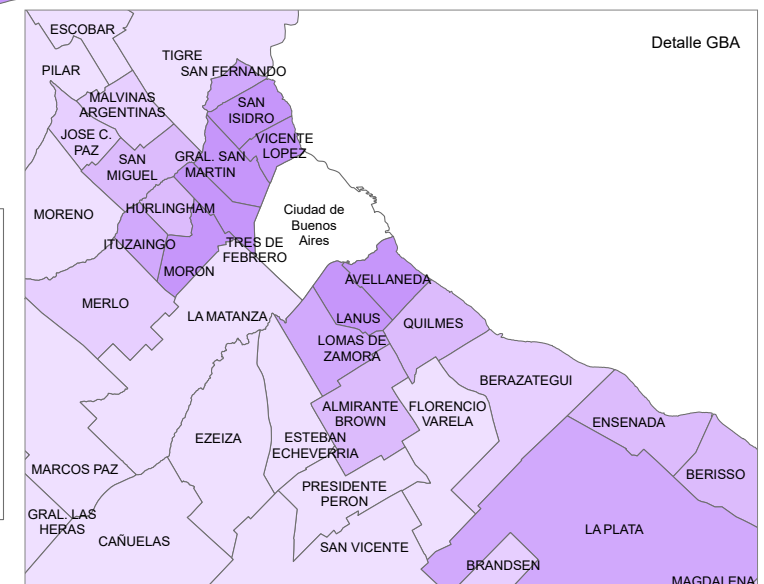 ESCOBAR
Detalle GBA
TIGRE
PILAR
SAN FERNANDO
MALVINAS
ARGENTINAS
SAN
ISIDRO
JOSE C.
PAZ
VICENTE
LOPEZ
SAN
MIGUEL
GRAL. SAN
MARTIN
MORENO
HURLINGHAM
Ciudad de
Buenos
Aires
ITUZAINGO
TRES DE
FEBRERO
MORON
AVELLANEDA
MERLO
LA MATANZA
LANUS
QUILMES
LOMAS DE
ZAMORA
BERAZATEGUI
ALMIRANTE
BROWN
FLORENCIO
VARELA
ENSENADA
EZEIZA
ESTEBAN
ECHEVERRIA
MARCOS PAZ
BERISSO
PRESIDENTE
PERON
GRAL. LAS
HERAS
LA PLATA
CAÑUELAS
SAN VICENTE
BRANDSEN
MAGDALENA